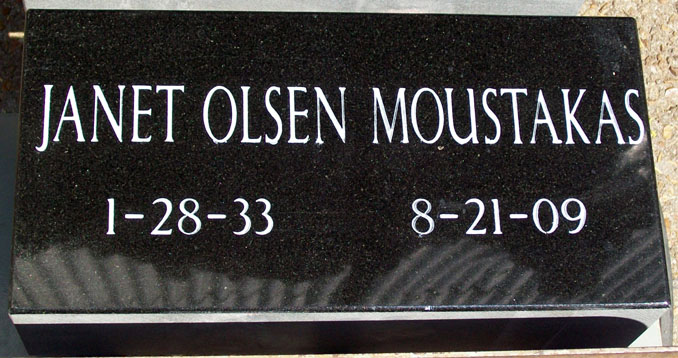 JANET OLSEN MOUSTAKAS
1-28-33 8-21-09